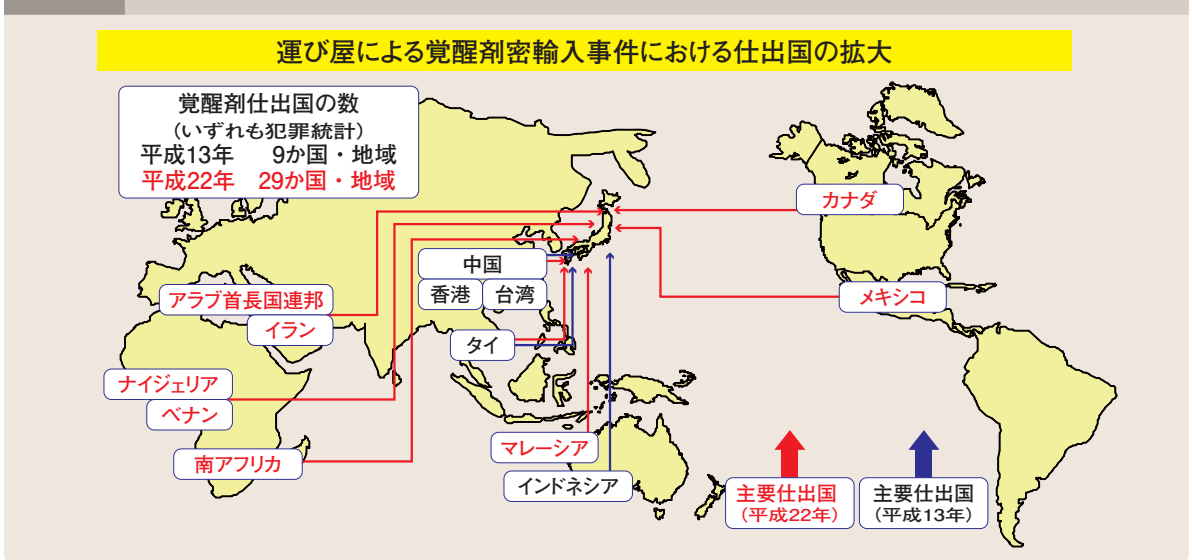 運び屋による覚醒剤密輸入事件における仕出国の拡大
覚醒剤仕出国の数
(いずれも犯罪統計)
平成13年 9か国・地域
平成22年 29か国・地域
カナダ
中国
香港 台湾
アラブ首長国連邦
メキシコ
イラン
タイ
ナイジェリア
ベナン
マレーシア
南アフリカ
インドネシア
主要仕出国
(平成22年)
主要仕出国
(平成13年)